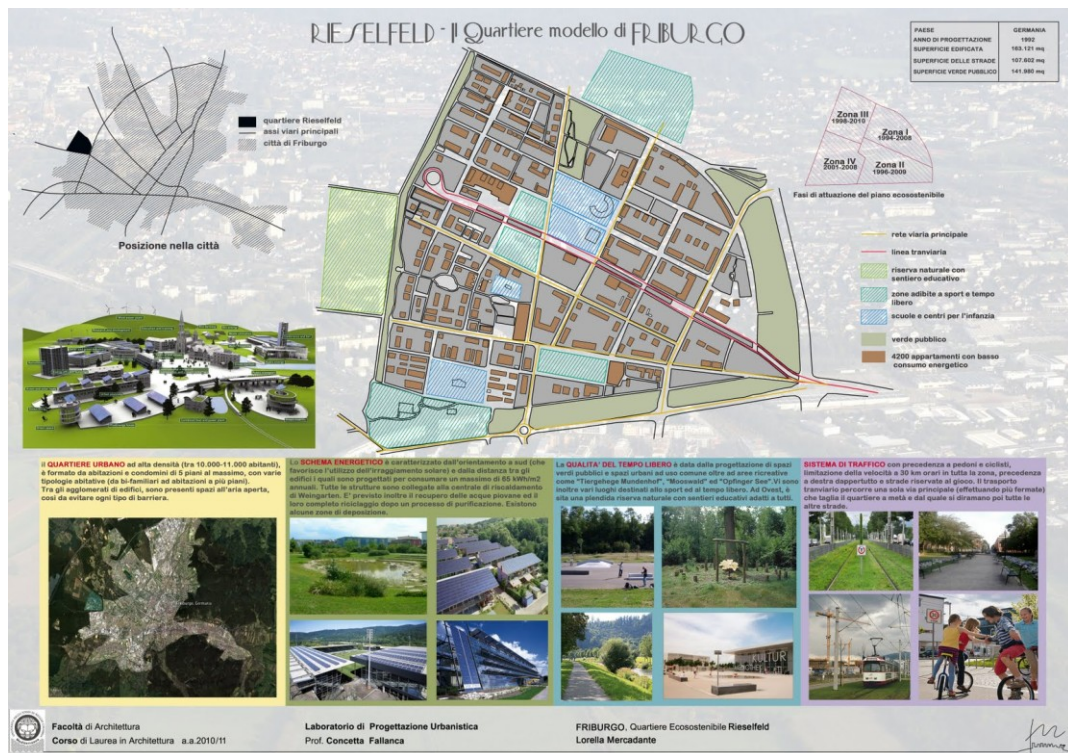 RIESELFELD - Il Quartiere modello di FRIBURGO
PAESE GERMANIA
ANNO DI PROGETTAZIONE 1992
SUPERFICIE EDIFICATA 163.121 mq
SUPERFICIE DELLE STRADE 107.602 mq
SUPERFICIE VERDE PUBBLICO 141.980 mq
quartiere Rieselfeld
assi viari principali
città di Friburgo
Posizione nella città
Zona III
1998-2010
Zona I
1994-2008
Zona IV
2001-2008
Zona II
1996-2009
Fasi di attuazione del piano ecosostenibile
rete viaria principale
linea tranviaria
riserva naturale con
sentiero educativo
zone adibite a sport e tempo
libero
scuole e centri per l'infanzia
verde pubblico
4200 appartamenti con basso
consumo energetico
il QUARTIERE URBANO ad alta densità (tra 10.000-11.000 abitanti),
è formato da abitazioni e condomini di 5 piani al massimo, con varie
tipologie abitative (da bi-familiari ad abitazioni a più piani).
Tra gli agglomerati di edifici, sono presenti spazi all'aria aperta,
così da evitare ogni tipo di barriera.
Lo SCHEMA ENERGETICO è caratterizzato dall'orientamento a sud (che
favorisce l'utilizzo dell'irraggiamento solare) e dalla distanza tra gli
edifici i quali sono progettati per consumare un massimo di 65 kWh/m2
annuali. Tutte le strutture sono collegate alla centrale di riscaldamento
di Weingarten. E' previsto inoltre il recupero delle acque piovane ed il
loro completo riciclaggio dopo un processo di purificazione. Esistono
alcune zone di deposizione.
La QUALITA' DEL TEMPO LIBERO è data dalla progettazione di spazi
verdi pubblici e spazi urbani ad uso comune oltre ad aree ricreative
come "Tiergehege Mundenhof", "Mooswald" ed "Opfinger See".Vi sono
inoltre vari luoghi destinati allo sport ed al tempo libero. Ad Ovest, è
sita una plendida riserva naturale con sentieri educativi adatti a tutti.
SISTEMA DI TRAFFICO con precedenza a pedoni e ciclisti,
limitazione della velocità a 30 km orari in tutta la zona, precedenza
a destra dappertutto e strade riservata al gioco. Il trasporto
tranviario percorre una sola via principale (effettuando più fermate)
che taglia il quartiere a metà e dal quale si diramano poi tutte le
altre strade.
KULTUR
30
Facoltà di Architettura
Corso di Laurea in Architettura a.a.2010/11
Laboratorio di Progettazione Urbanistica
Prof. Concetta Fallanca
FRIBURGO, Quartiere Ecosostenibile Rieselfeld
Lorella Mercadante